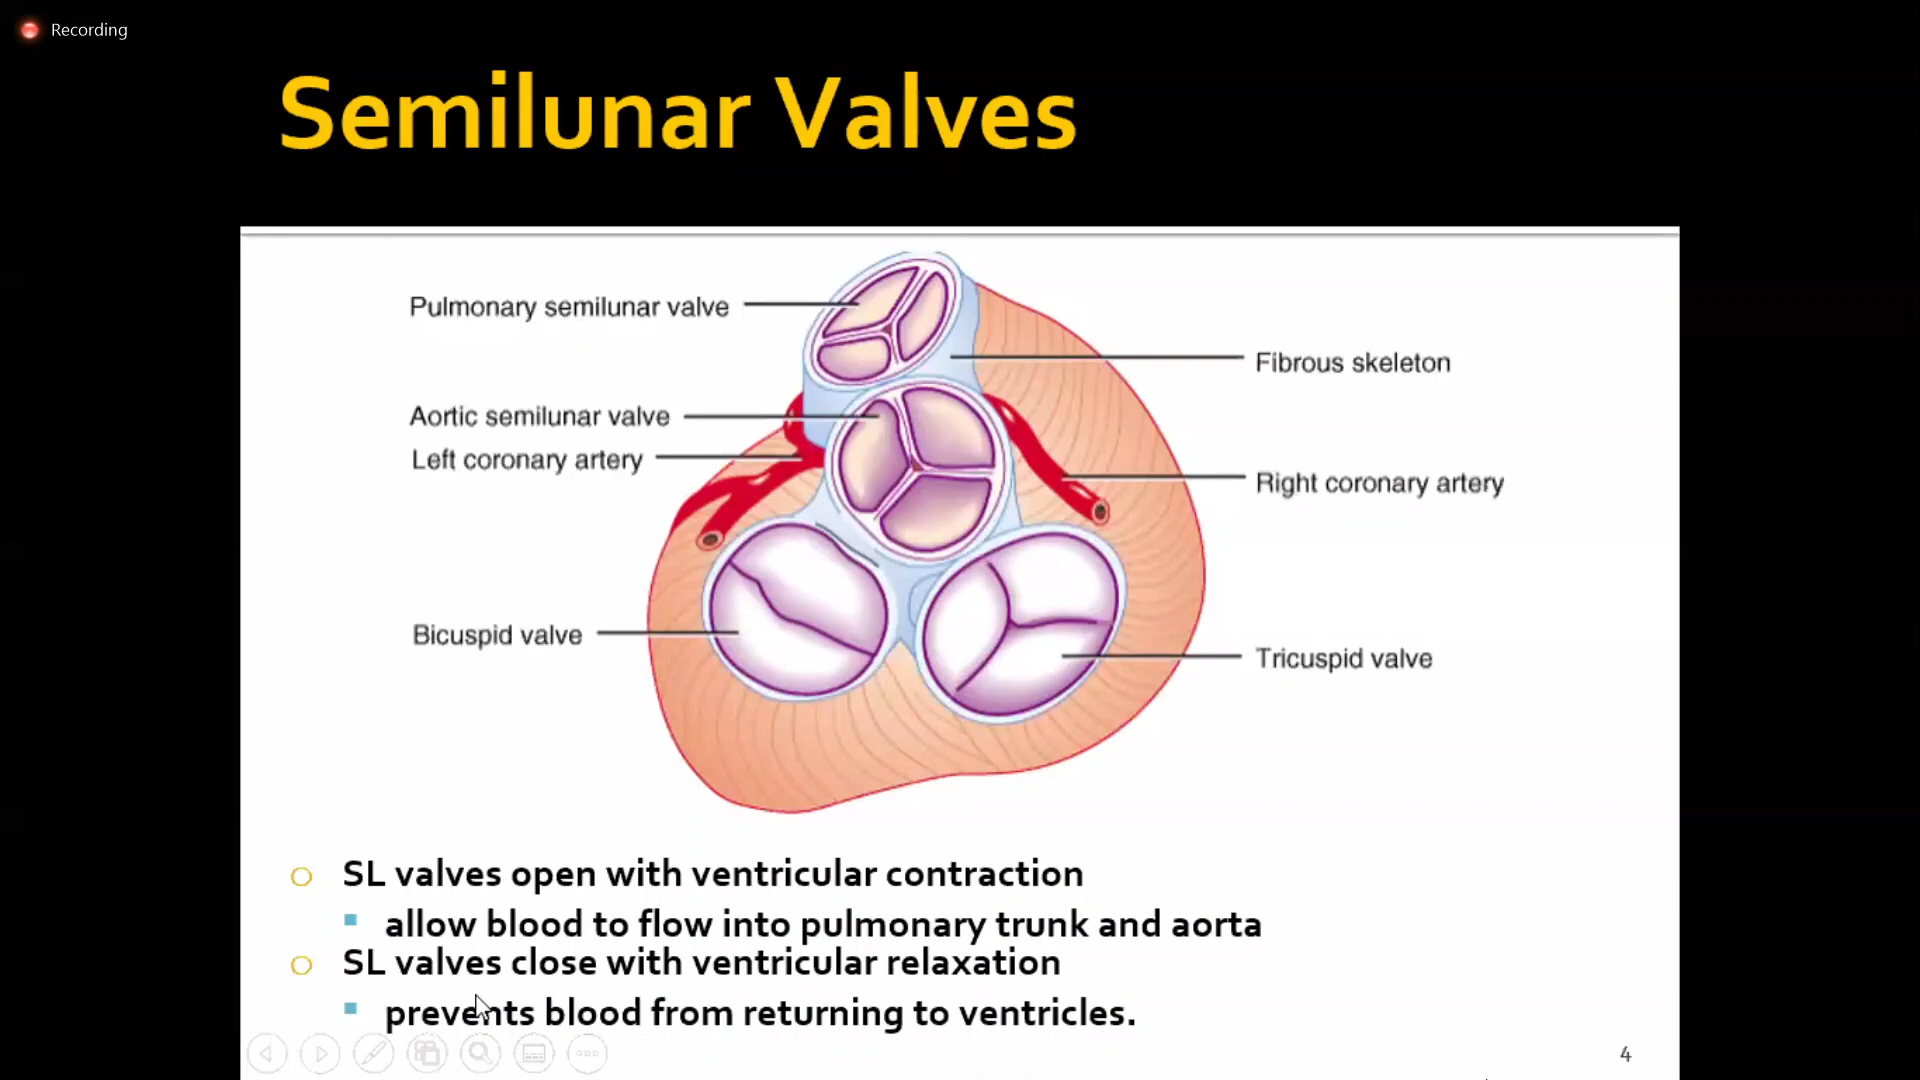 Recording
Semilunar Valves
Pulmonary semilunar valve
Fibrous skeleton
Aortic semilunar valve
Left coronary artery
Right coronary artery
Bicuspid valve
Tricuspid valve
SL valves open with ventricular contraction
allow blood to flow into pulmonary trunk and aorta
SL valves close with ventricular relaxation
prevents blood from returning to ventricles.
4